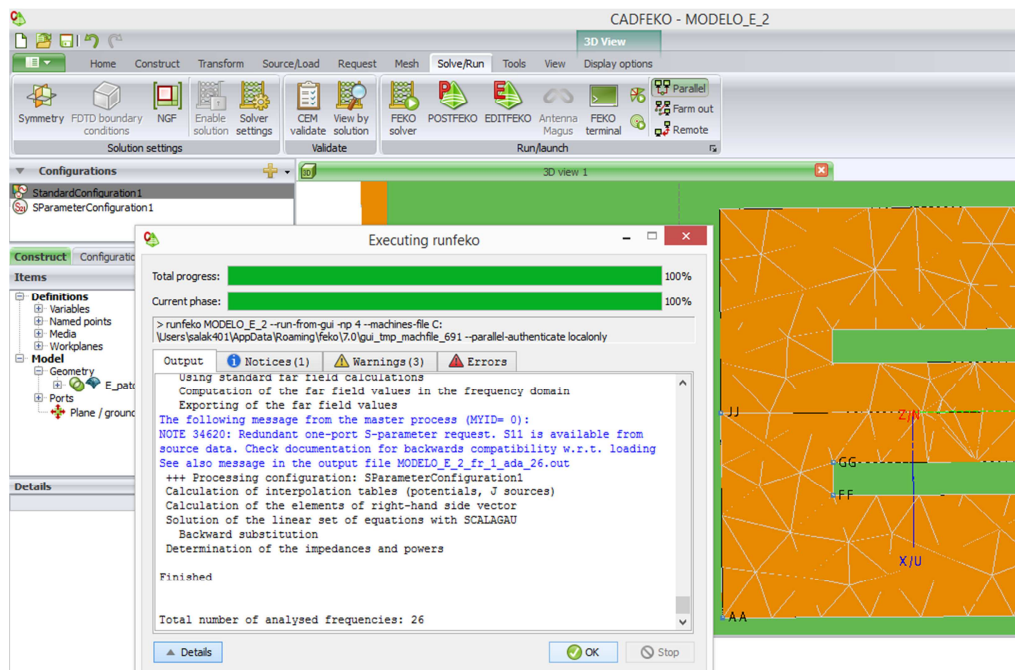 CADFEKO - MODELO_E_2
3D View
Home Construct Transform Source/Load Request Mesh Solve/Run Tools View Display options
Symmetry FDTD boundary conditions NGF Enable solution Solver settings CEM validate View by solution FEKO solver POSTFEKO EDITFEKO Antenna Magus FEKO terminal
Parallel
Farm out
Remote
Solution settings Validate Run/launch
Configurations
3D view 1
StandardConfiguration1
SParameterConfiguration1
Construct
Items
Definitions
Variables
Named points
Media
Workplanes
Model
Geometry
Ports
Details
Executing runfeko
Total progress: 100%
Current phase: 100%
> runfeko MODELO_E_2 --run-from-gui -np 4 --machines-file C:
\Users\salak401\AppData\Roaming\feko\7.0\gui_tmp_machfile_691 --parallel-authenticate localonly
Output Notices(1) Warnings(3) Errors
Using standard far field calculations
Computation of the far field values in the frequency domain
Exporting of the far field values
The following message from the master process (MYID= 0):
NOTE 34620: Redundant one-port S-parameter request. S11 is available from
source data. Check documentation for backwards compatibility w.r.t. loading
See also message in the output file MODELO_E_2_fr_1_ada_26.out
+++ Processing configuration: SParameterConfiguration1
Calculation of interpolation tables (potentials, J sources)
Calculation of the elements of right-hand side vector
Solution of the linear set of equations with SCALAGAU
Backward substitution
Determination of the impedances and powers
Finished
Total number of analysed frequencies: 26
Details OK Stop
JJ
Z/N
GG
FF
X/U
AA